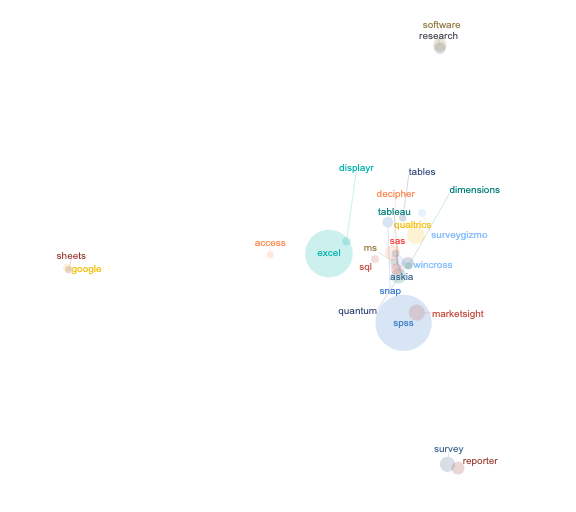 software
research
displayr
tables
dimensions
decipher
tableau
qualtrics
surveygizmo
access
ms
sas
excel
sheets
google
sql
wincross
askia
snap
quantum
marketsight
spss
survey
reporter